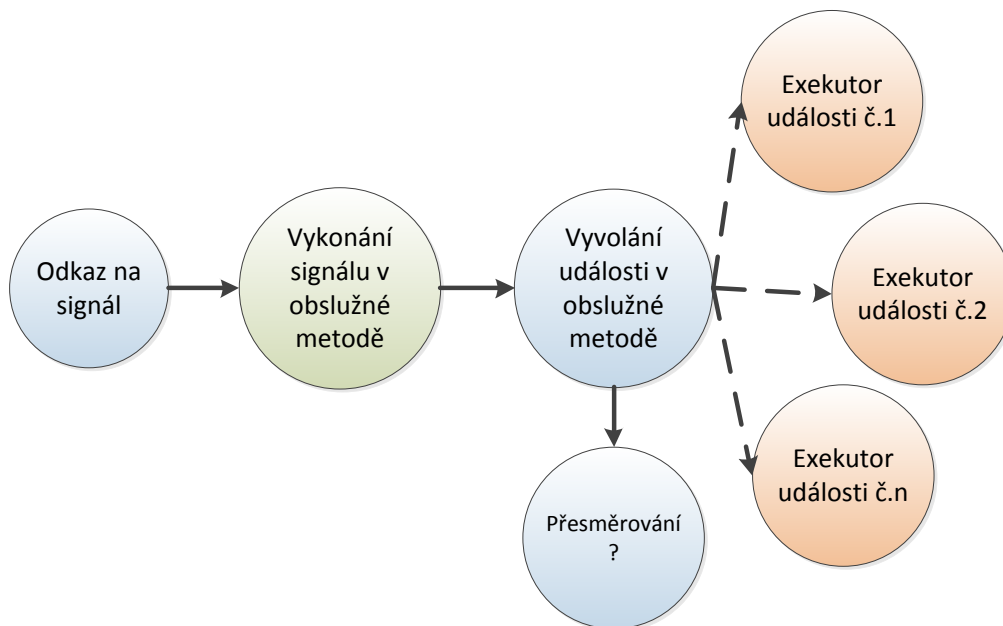 Odkaz na
signál
Vykonání
signálu v
obslužné
metodě
Vyvolání
události v
obslužné
metodě
Přesměrování
?
Exekutor
události č.1
Exekutor
události č.2
Exekutor
události č.n